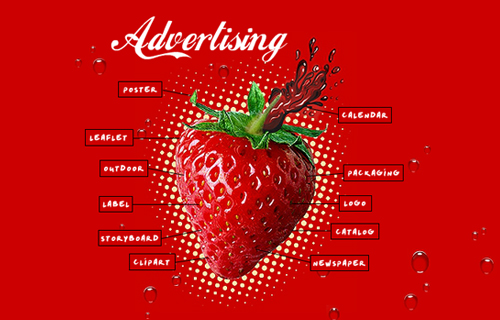 Advertising
POSTER
LEAFLET
OUTDOOR
LABEL
STORYBOARD
CLIPART
CALENDAR
PACKAGING
LOGO
CATALOG
NEWSPAPER